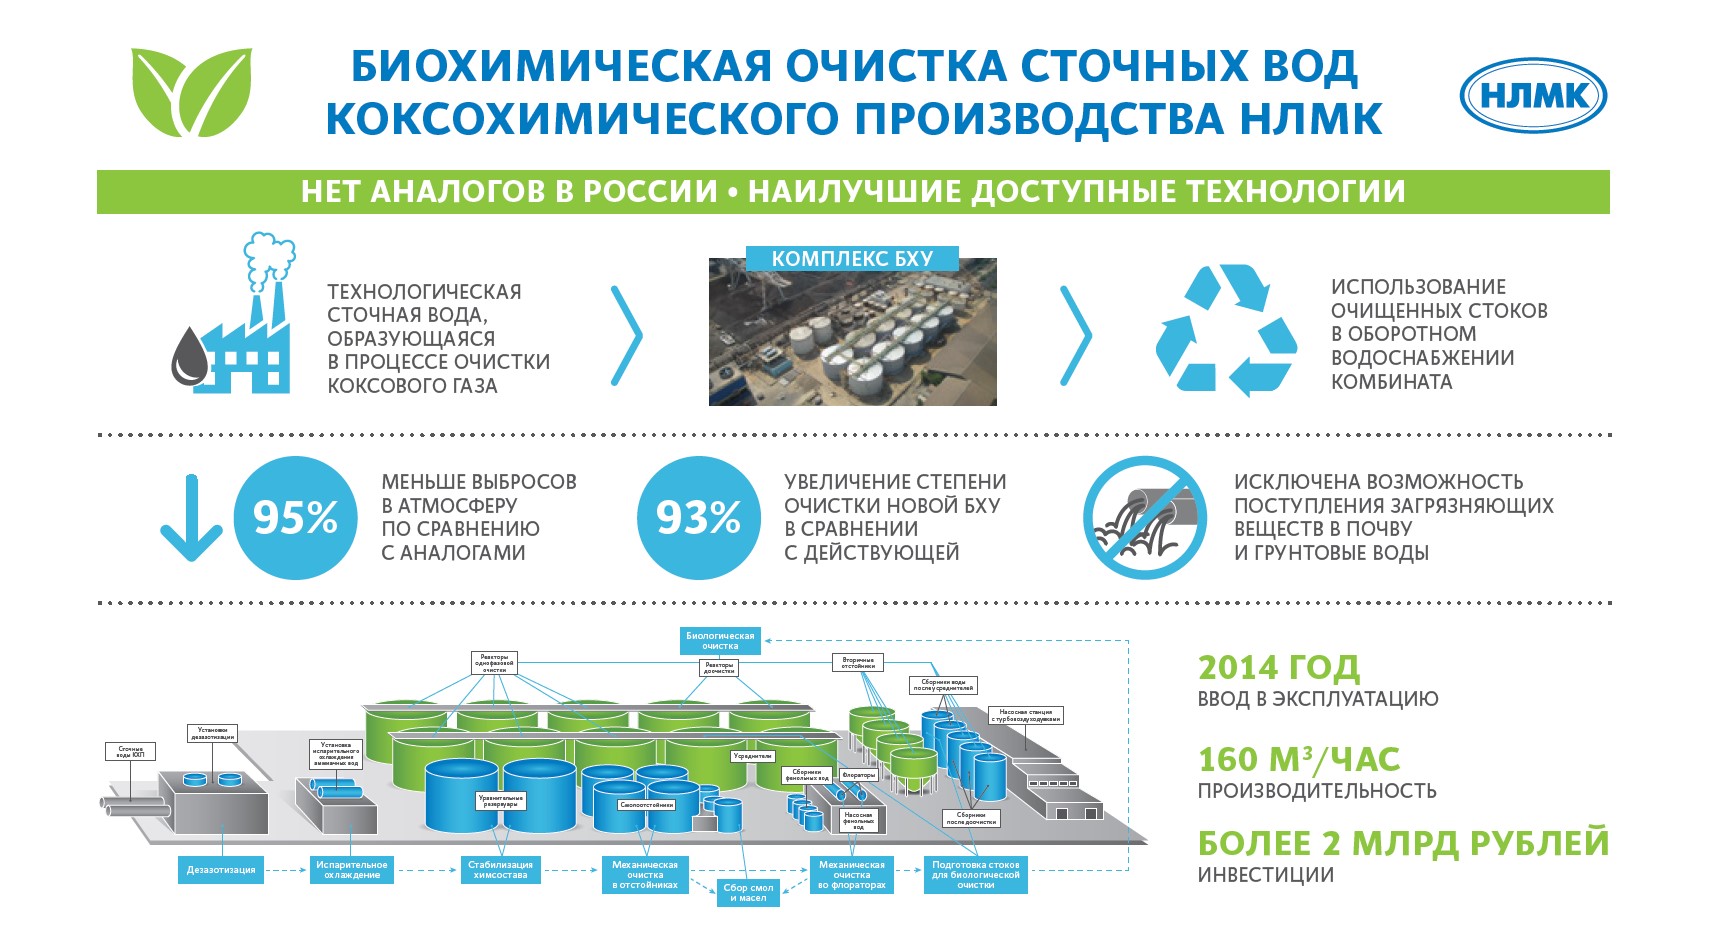 БИОХИМИЧЕСКАЯ ОЧИСТКА СТОЧНЫХ ВОД
КОКСОХИМИЧЕСКОГО ПРОИЗВОДСТВА НЛМК
НЛМК
НЕТ АНАЛОГОВ В РОССИИ • НАИЛУЧШИЕ ДОСТУПНЫЕ ТЕХНОЛОГИИ
ТЕХНОЛОГИЧЕСКАЯ
СТОЧНАЯ ВОДА,
ОБРАЗУЮЩАЯСЯ
В ПРОЦЕССЕ ОЧИСТКИ
КОКСОВОГО ГАЗА
КОМПЛЕКС БХУ
ИСПОЛЬЗОВАНИЕ
ОЧИЩЕННЫХ СТОКОВ
В ОБОРОТНОМ
ВОДОСНАБЖЕНИИ
КОМБИНАТА
95%
МЕНЬШЕ ВЫБРОСОВ
В АТМОСФЕРУ
ПО СРАВНЕНИЮ
С АНАЛОГАМИ
93%
УВЕЛИЧЕНИЕ СТЕПЕНИ
ОЧИСТКИ НОВОЙ БХУ
В СРАВНЕНИИ
С ДЕЙСТВУЮЩЕЙ
ИСКЛЮЧЕНА ВОЗМОЖНОСТЬ
ПОСТУПЛЕНИЯ ЗАГРЯЗНЯЮЩИХ
ВЕЩЕСТВ В ПОЧВУ
И ГРУНТОВЫЕ ВОДЫ
Биологическая
очистка
Реакторы
однофазовой
очистки
Реакторы
доочистки
Вторичные
отстойники
Сборники воды
после усреднителей
Насосная станция
с турбовоздуходувками
Установки
дезазотизации
Сточные
воды КХП
Установка
испарительного
охлаждения
аммиачных вод
Усреднители
Сборники
фенольных вод
Флораторы
Уравнительные
резервуары
Смолоотстойники
Насосная
фенольных
вод
Сборники
после доочистки
Дезазотизация
Испарительное
охлаждение
Стабилизация
химсостава
Механическая
очистка
в отстойниках
Сбор смол
и масел
Механическая
очистка
во флораторах
Подготовка стоков
для биологической
очистки
2014 ГОД
ВВОД В ЭКСПЛУАТАЦИЮ
160 М³/ЧАС
ПРОИЗВОДИТЕЛЬНОСТЬ
БОЛЕЕ 2 МЛРД РУБЛЕЙ
ИНВЕСТИЦИИ